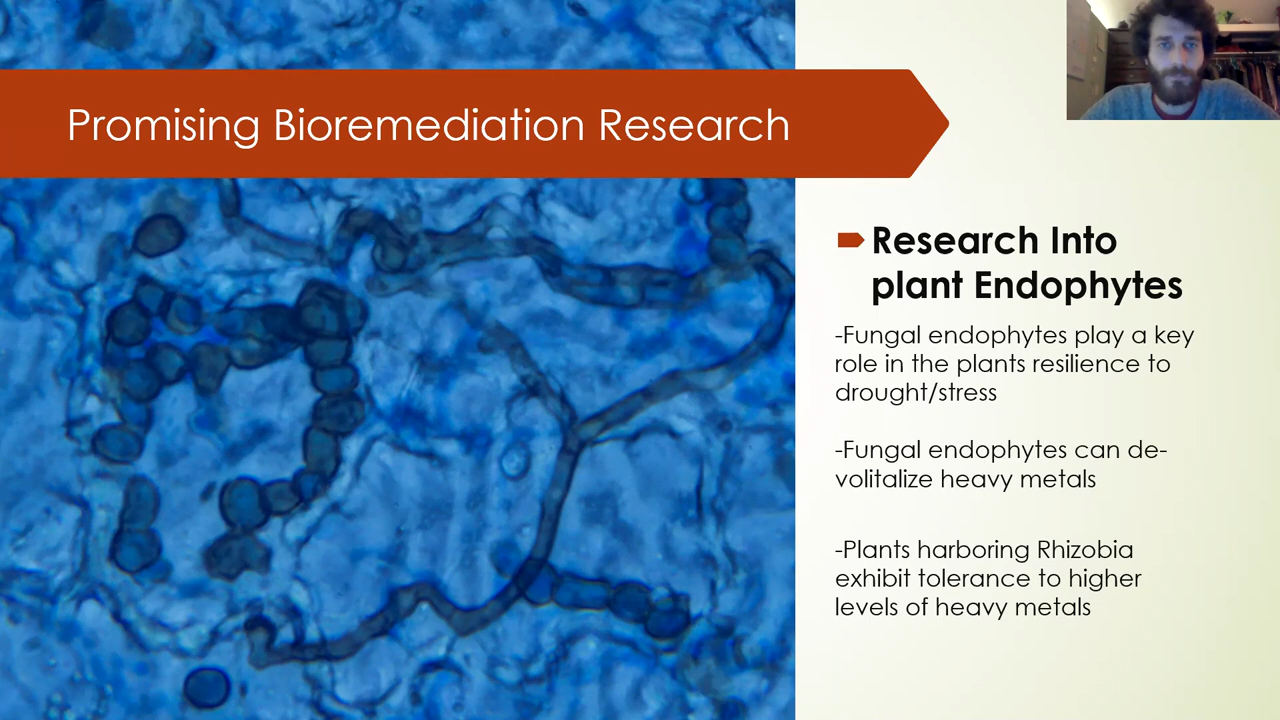 Promising Bioremediation Research
Research Into
plant Endophytes
-Fungal endophytes play a key
role in the plants resilience to
drought/stress
-Fungal endophytes can de-
volitalize heavy metals
-Plants harboring Rhizobia
exhibit tolerance to higher
levels of heavy metals